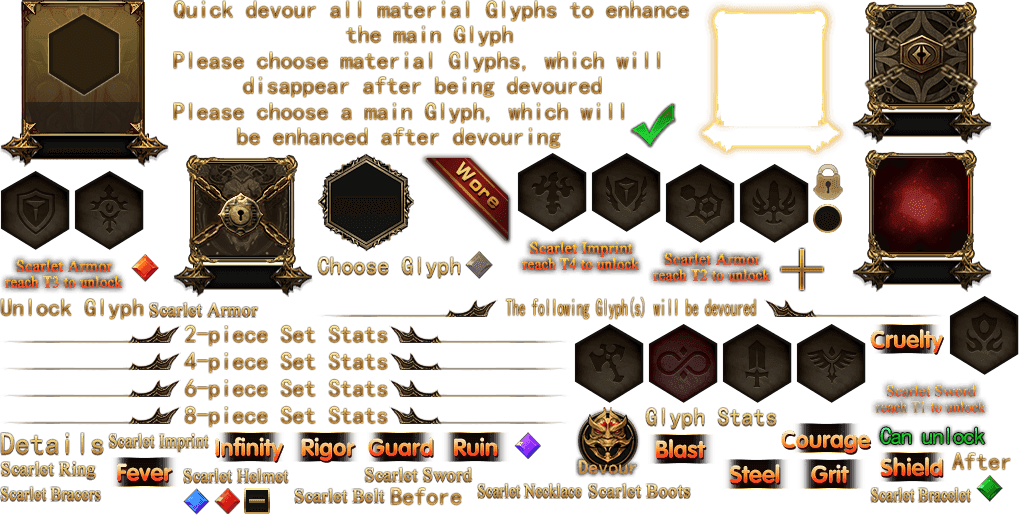 Quick devour all material Glyphs to enhance
the main Glyph
Please choose material Glyphs, which will
disappear after being devoured
Please choose a main Glyph, which will
be enhanced after devouring
Wore
Scarlet Armor
reach T3 to unlock
Choose Glyph
Scarlet Imprint
reach T4 to unlock
Scarlet Armor
reach T2 to unlock
Unlock Glyph
Scarlet Armor
The following Glyph(s) will be devoured
2-piece Set Stats
4-piece Set Stats
6-piece Set Stats
8-piece Set Stats
Cruelty
Scarlet Sword
reach T1 to unlock
Glyph Stats
Details
Scarlet Imprint
Infinity
Rigor
Guard
Ruin
Devour
Blast
Courage
Can unlock
Scarlet Ring
Fever
Scarlet Helmet
Scarlet Sword
Steel
Grit
Shield
After
Scarlet Bracers
Scarlet Belt
Before
Scarlet Necklace
Scarlet Boots
Scarlet Bracelet